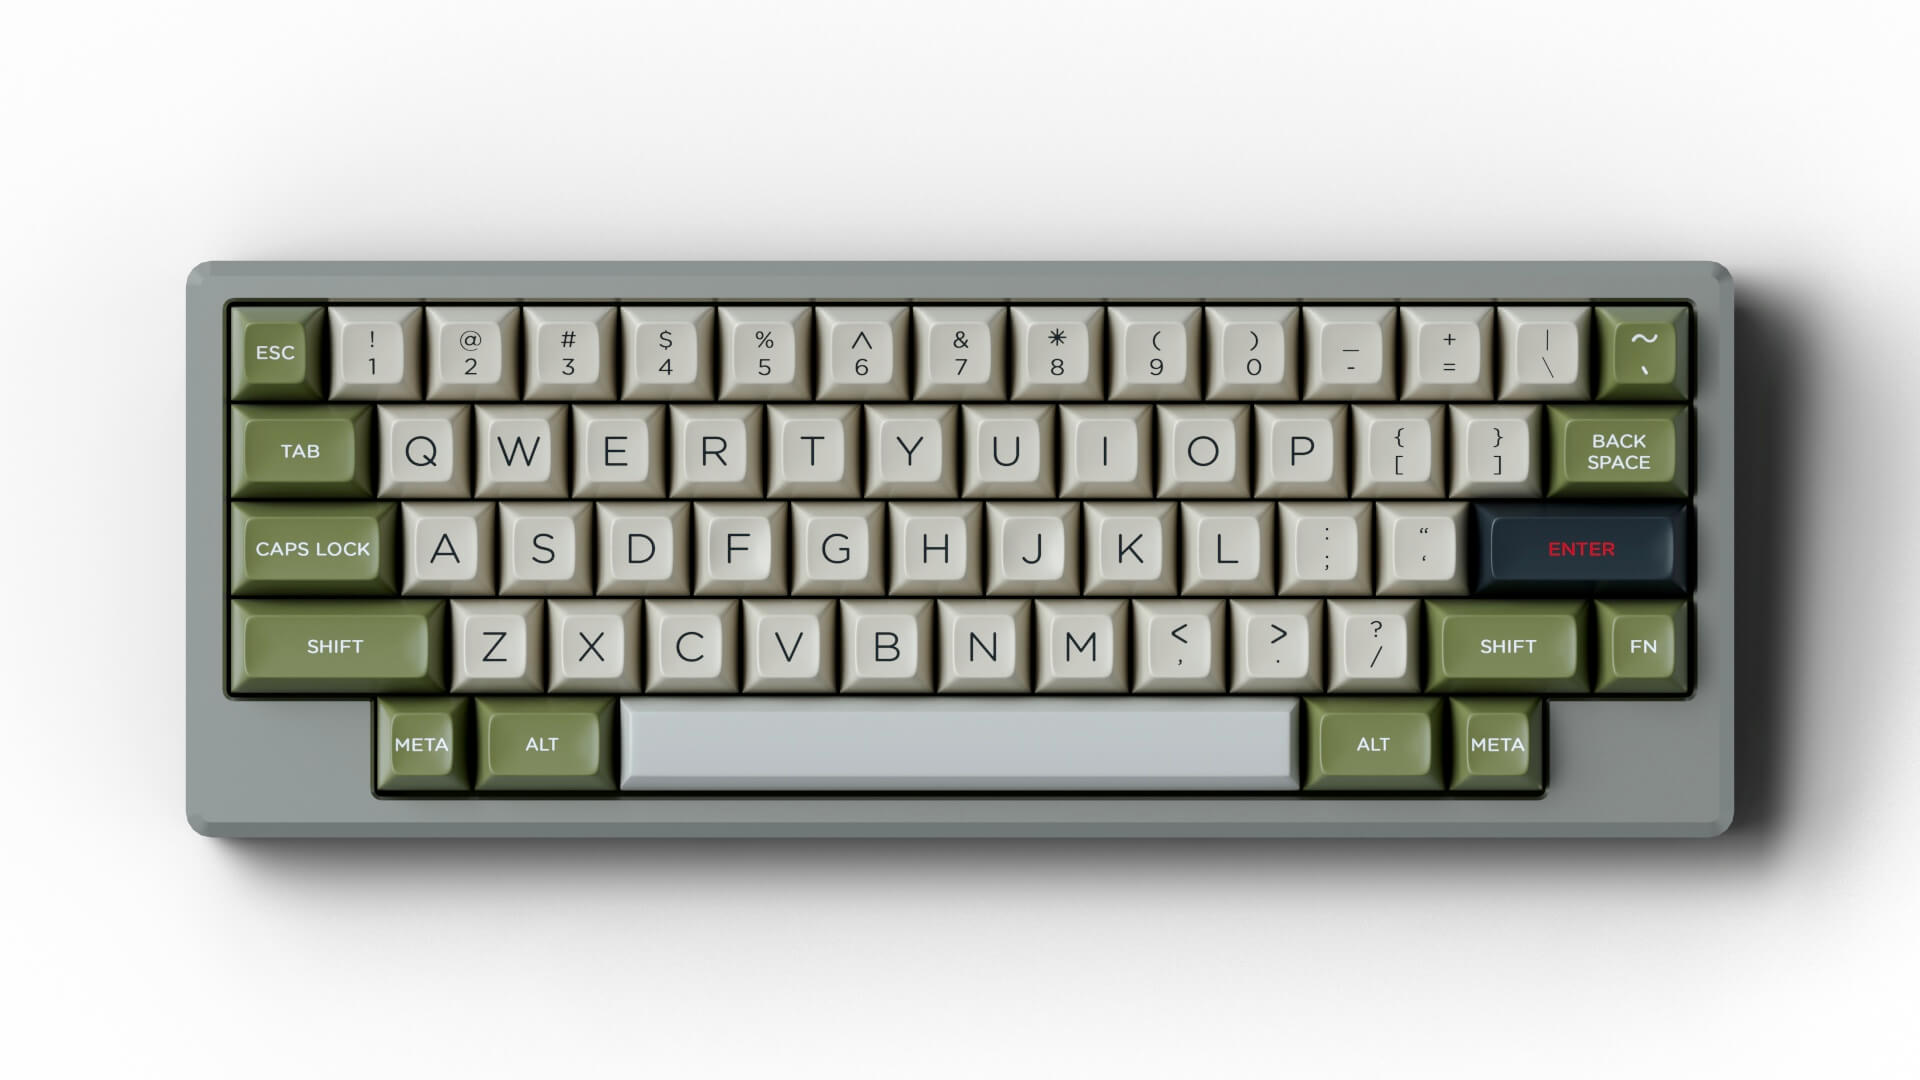 ESC ! @ # $ % ^ & * ( ) _ + | ~
1 2 3 4 5 6 7 8 9 0 - = \ `
TAB Q W E R T Y U I O P { } BACK
[ ] SPACE
CAPS LOCK A S D F G H J K L : “ ENTER
; ‘
SHIFT Z X C V B N M < > ? SHIFT FN
, . /
META ALT ALT META